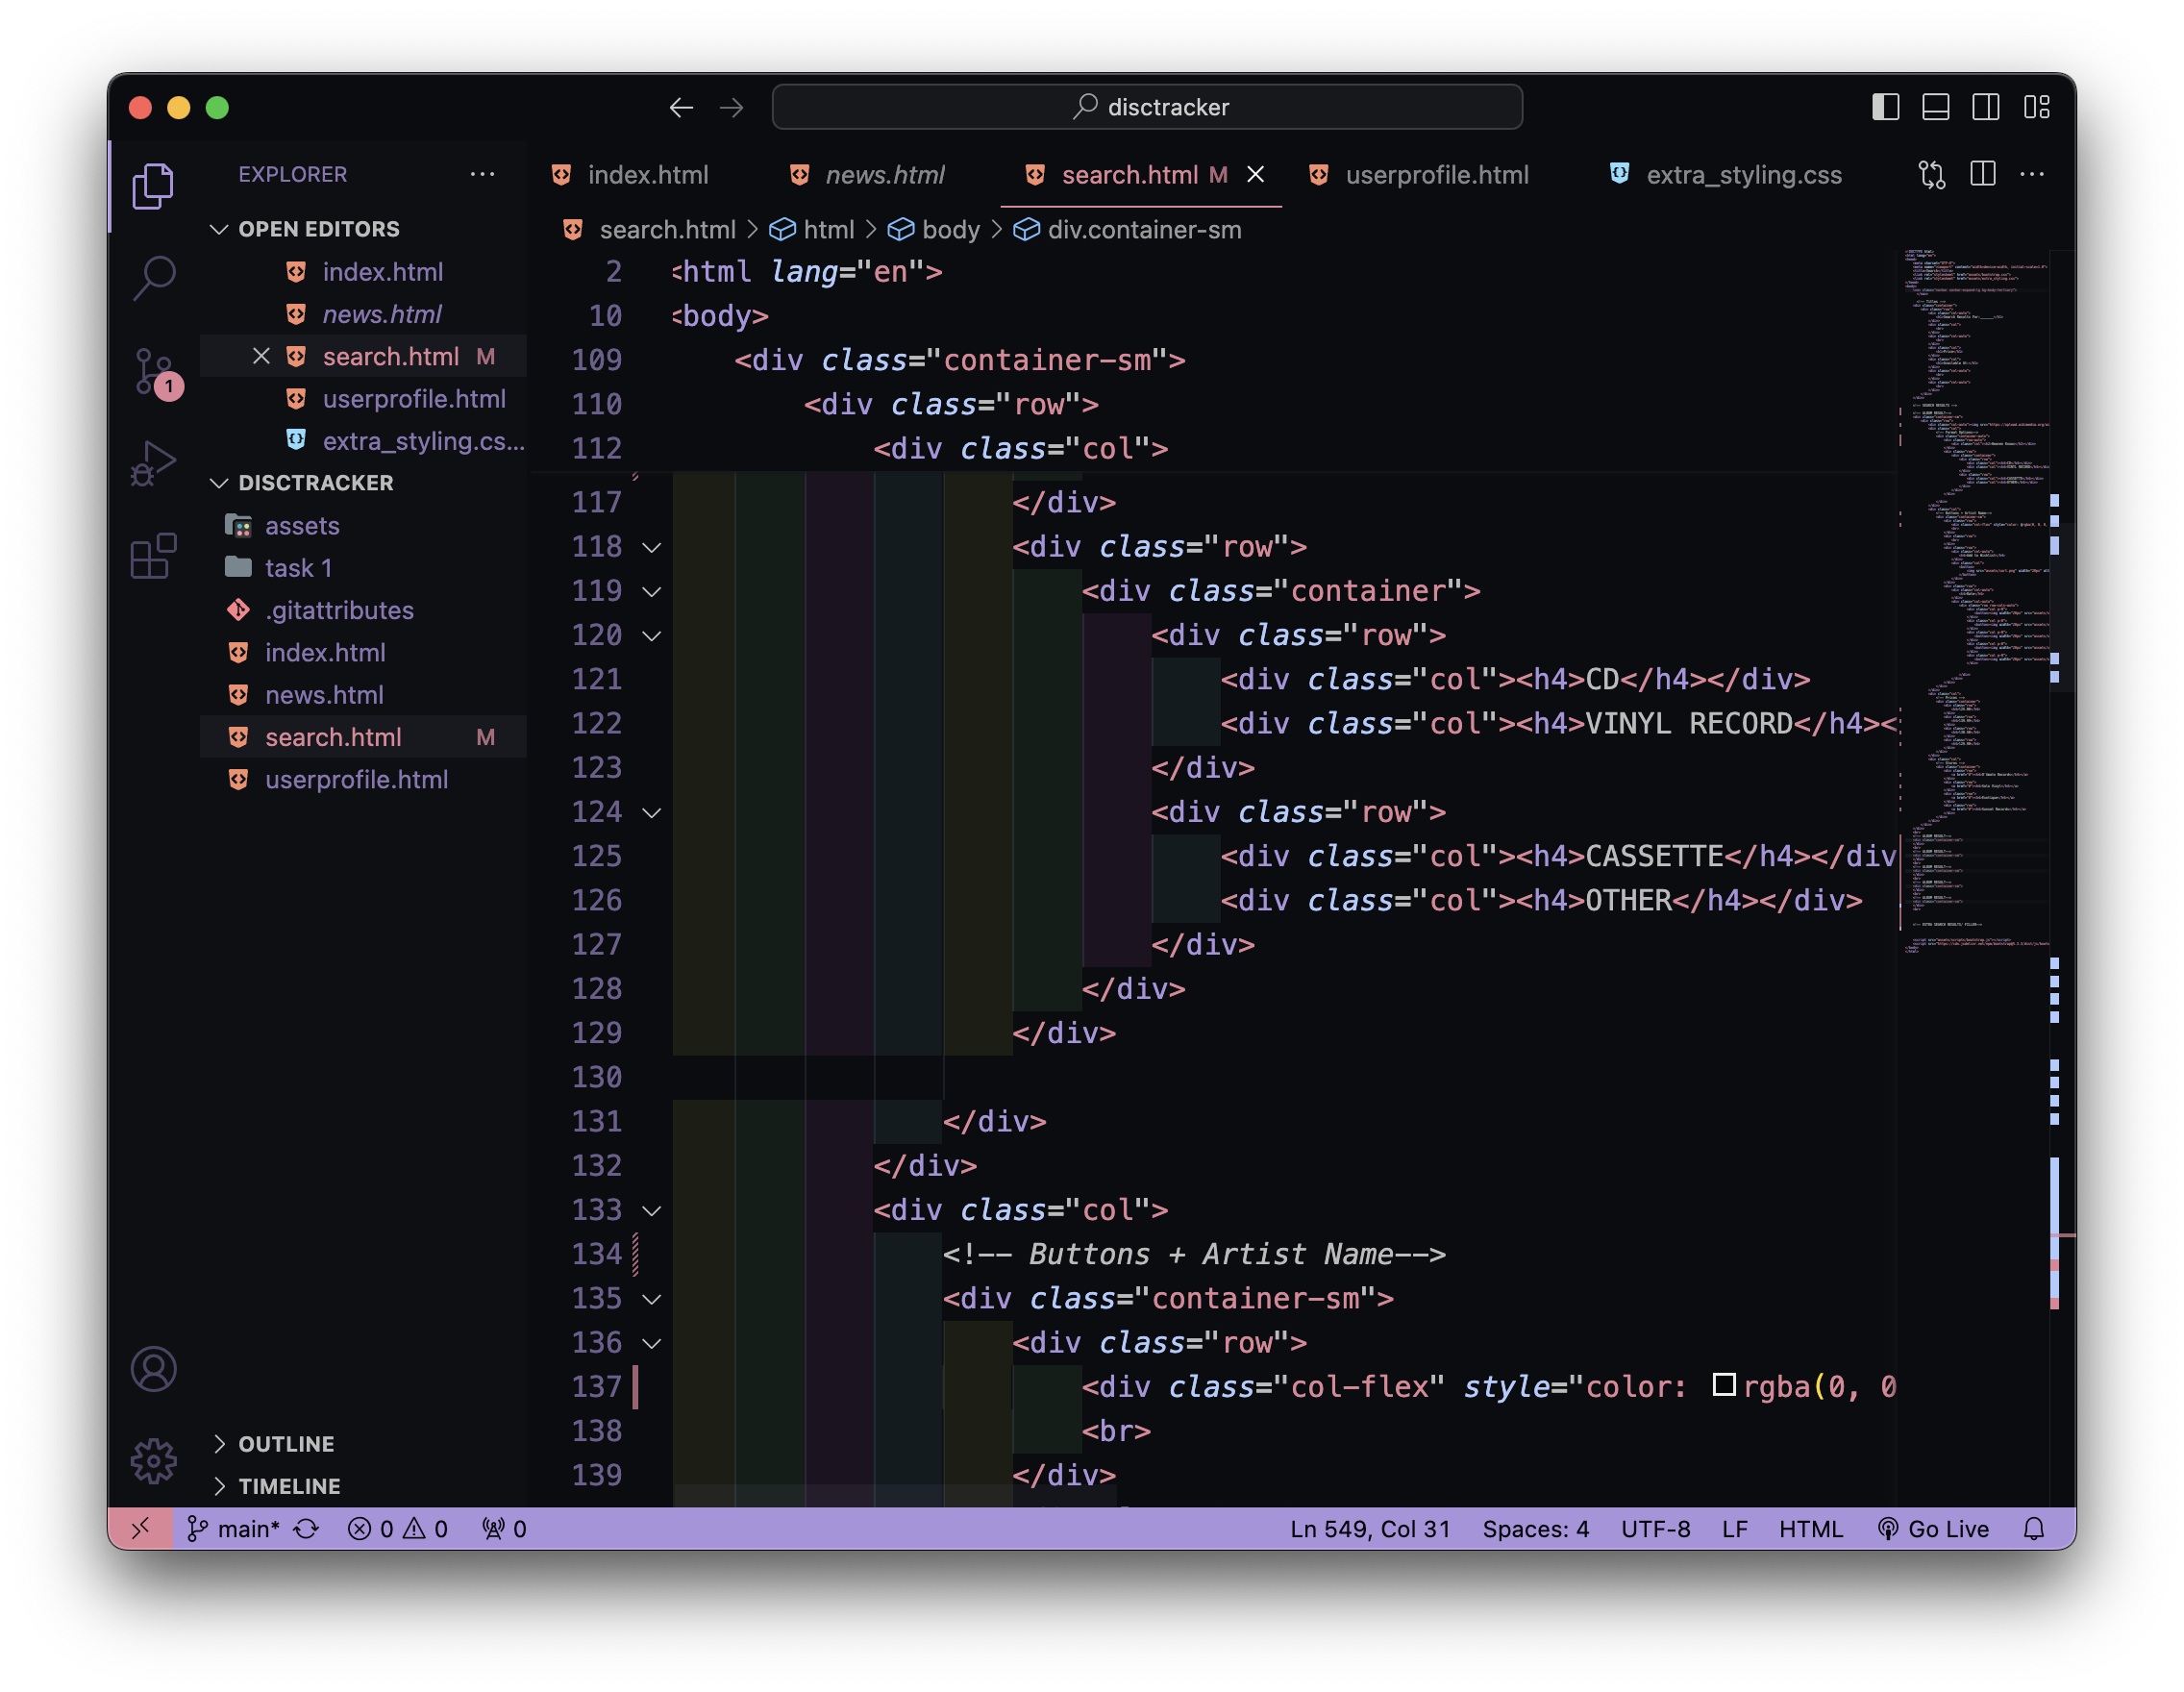 disctracker
EXPLORER
OPEN EDITORS
index.html
news.html
search.html M
userprofile.html
extra_styling.cs...
DISCTRACKER
assets
task 1
.gitattributes
index.html
news.html
search.html M
userprofile.html
OUTLINE
TIMELINE
1
index.html news.html search.html M userprofile.html extra_styling.css
search.html > html > body > div.container-sm
2 <html lang="en">
10 <body>
109 <div class="container-sm">
110 <div class="row">
112 <div class="col">
117 </div>
118 <div class="row">
119 <div class="container">
120 <div class="row">
121 <div class="col"><h4>CD</h4></div>
122 <div class="col"><h4>VINYL RECORD</h4><
123 </div>
124 <div class="row">
125 <div class="col"><h4>CASSETTE</h4></div
126 <div class="col"><h4>OTHER</h4></div>
127 </div>
128 </div>
129 </div>
130
131 </div>
132 </div>
133 <div class="col">
134 <!-- Buttons + Artist Name-->
135 <div class="container-sm">
136 <div class="row">
137 <div class="col-flex" style="color: rgba(0, 0
138 <br>
139 </div>
main* 0 0 0 Ln 549, Col 31 Spaces: 4 UTF-8 LF HTML Go Live